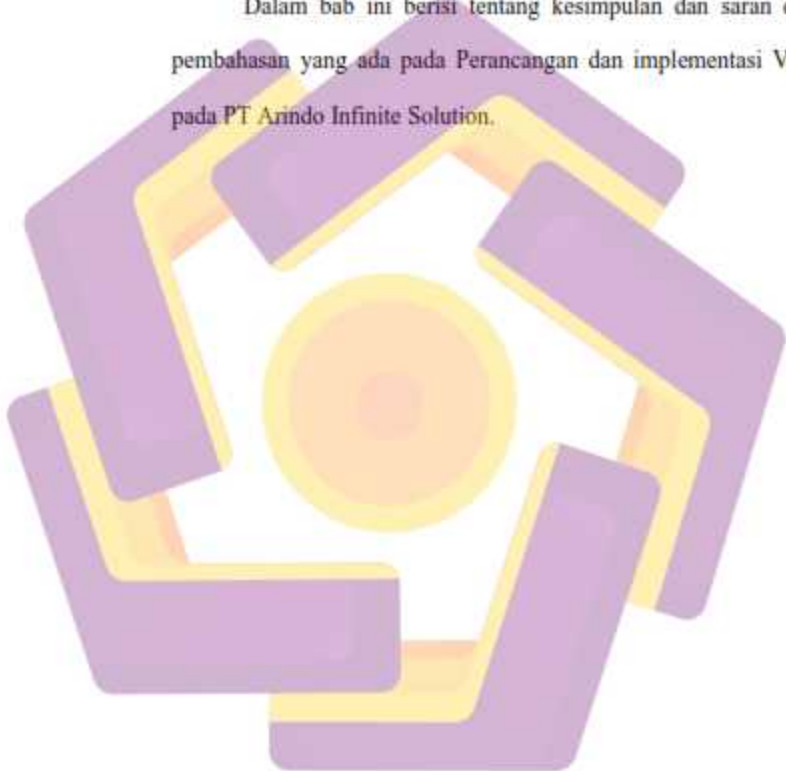 Dalam bab ini berisi tentang kesimpulan dan saran
pembahasan yang ada pada Perancangan dan implementasi
pada PT Arindo Infinite Solution.